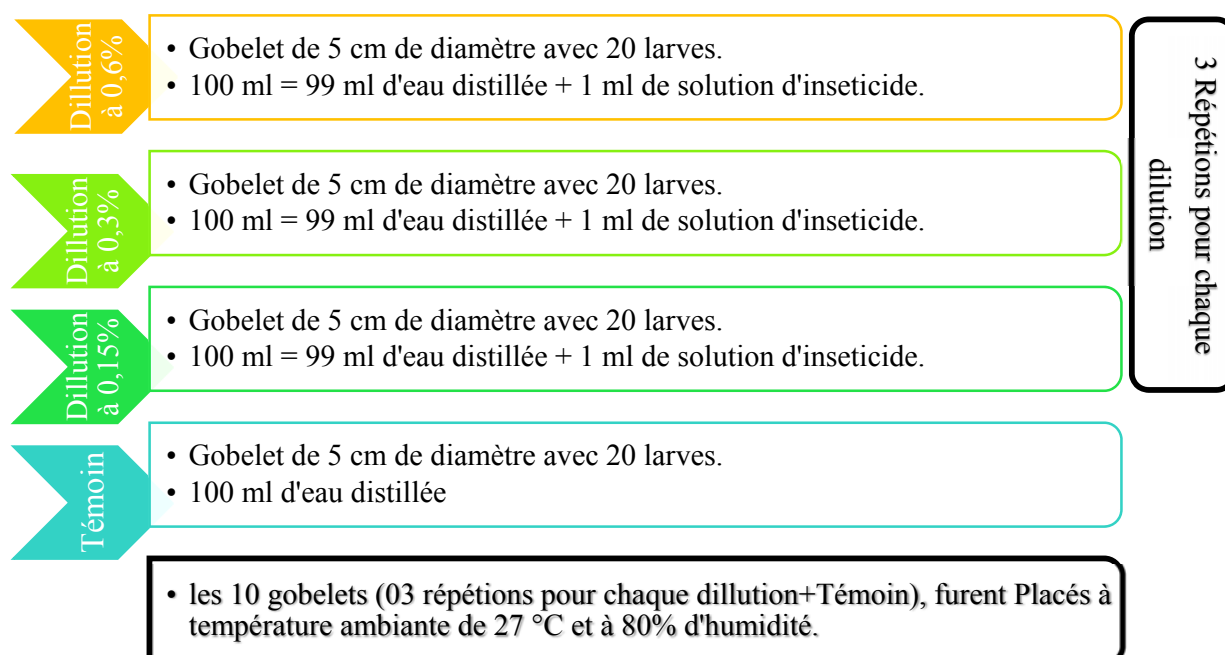 Dillution
à 0,6%
• Gobelet de 5 cm de diamètre avec 20 larves.
• 100 ml = 99 ml d'eau distillée + 1 ml de solution d'inseticide.
Dillution
à 0,3%
• Gobelet de 5 cm de diamètre avec 20 larves.
• 100 ml = 99 ml d'eau distillée + 1 ml de solution d'inseticide.
Dillution
à 0,15%
• Gobelet de 5 cm de diamètre avec 20 larves.
• 100 ml = 99 ml d'eau distillée + 1 ml de solution d'inseticide.
Témoin
• Gobelet de 5 cm de diamètre avec 20 larves.
• 100 ml d'eau distillée
3 Répétions pour chaque
dilution
• les 10 gobelets (03 répétions pour chaque dillution+Témoin), furent Placés à
température ambiante de 27 °C et à 80% d'humidité.